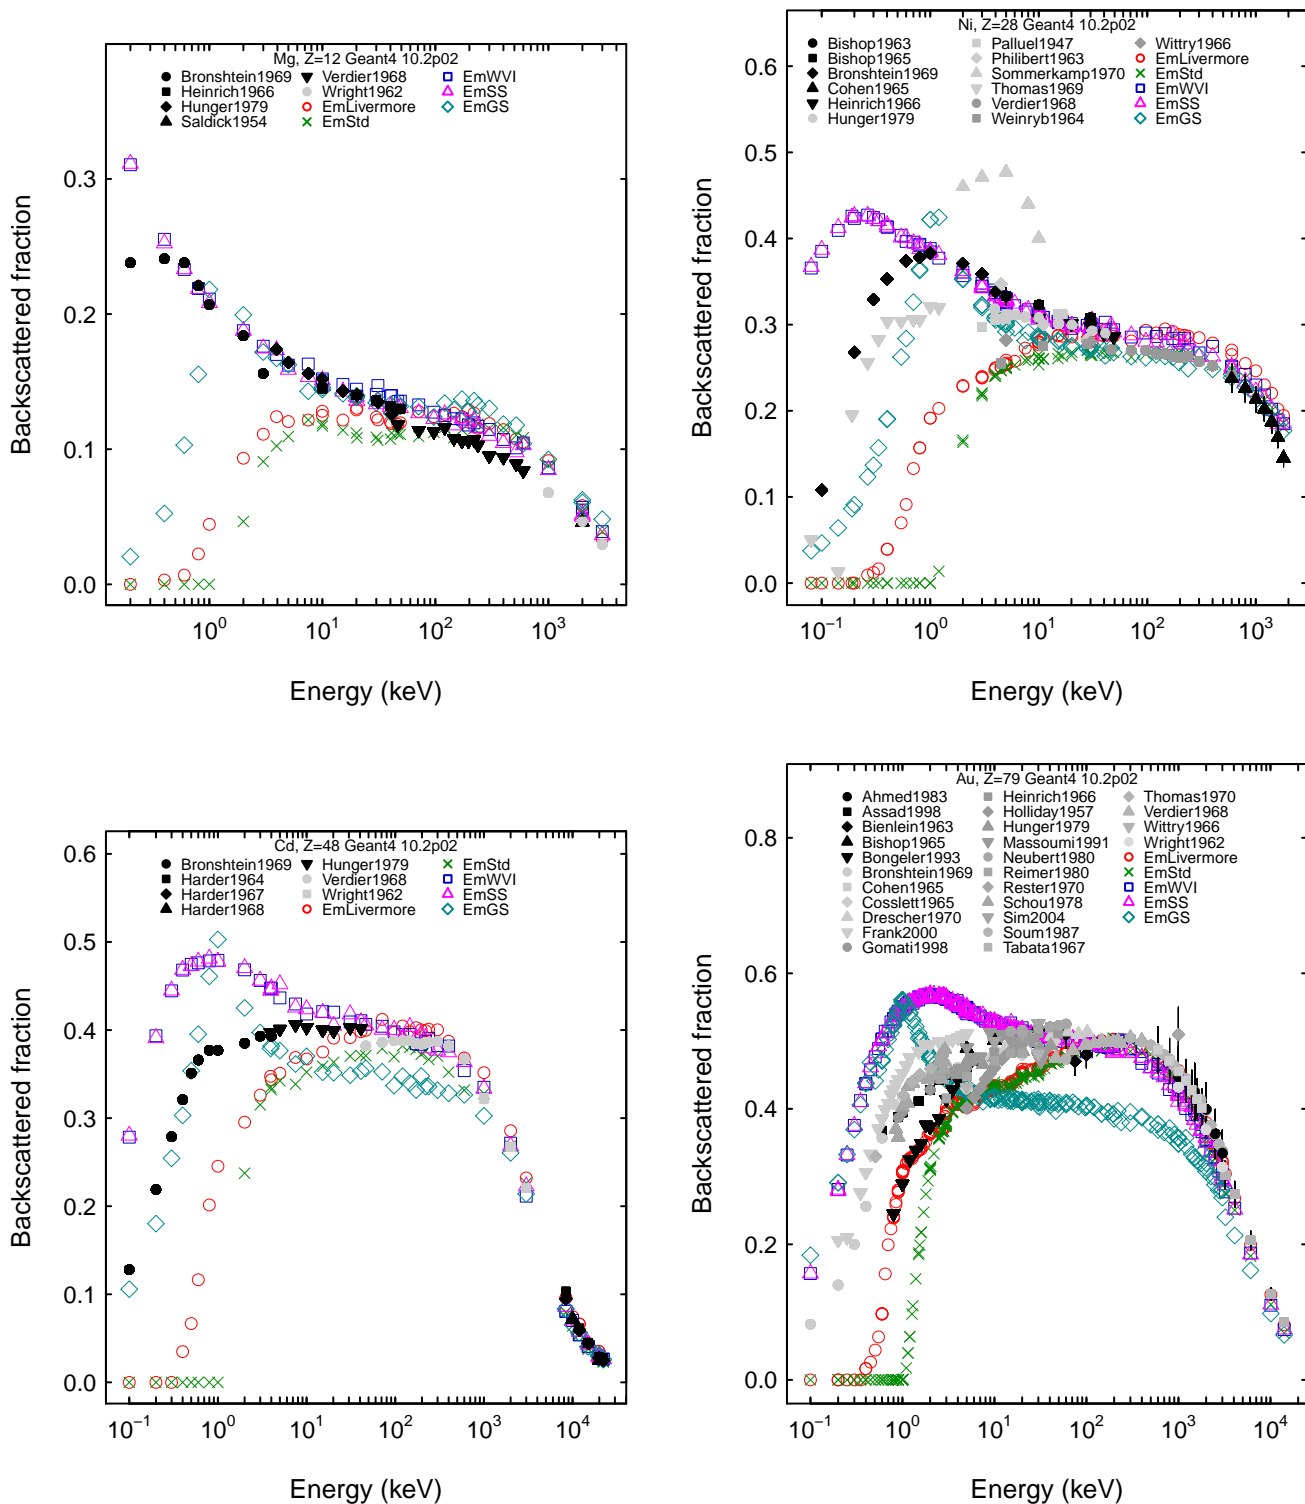 Mg, Z=12 Geant4 10.2p02
Bronshtein1969
Heinrich1966
Hunger1979
Saldick1954
Verdier1968
Wright1962
EmLivermore
EmStd
EmWVI
EmSS
EmGS
Backscattered fraction
0.3
0.2
0.1
0.0
10^0
10^1
10^2
10^3
Energy (keV)
Ni, Z=28 Geant4 10.2p02
Bishop1963
Bishop1965
Bronshtein1969
Cohen1965
Heinrich1966
Hunger1979
Palluel1947
Philibert1963
Sommerkamp1970
Thomas1969
Verdier1968
Weinryb1964
Wittry1966
EmLivermore
EmStd
EmWVI
EmSS
EmGS
Backscattered fraction
0.6
0.5
0.4
0.3
0.2
0.1
0.0
10^−1
10^0
10^1
10^2
10^3
Energy (keV)
Cd, Z=48 Geant4 10.2p02
Bronshtein1969
Harder1964
Harder1967
Harder1968
Hunger1979
Verdier1968
Wright1962
EmLivermore
EmStd
EmWVI
EmSS
EmGS
Backscattered fraction
0.6
0.5
0.4
0.3
0.2
0.1
0.0
10^−1
10^0
10^1
10^2
10^3
10^4
Energy (keV)
Au, Z=79 Geant4 10.2p02
Ahmed1983
Assad1998
Bienlein1963
Bishop1965
Bongeler1993
Bronshtein1969
Cohen1965
Cosslett1965
Drescher1970
Frank2000
Gomati1998
Heinrich1966
Holliday1957
Hunger1979
Massoumi1991
Neubert1980
Reimer1980
Rester1970
Schou1978
Sim2004
Soum1987
Tabata1967
Thomas1970
Verdier1968
Wittry1966
Wright1962
EmLivermore
EmStd
EmWVI
EmSS
EmGS
Backscattered fraction
0.8
0.6
0.4
0.2
0.0
10^−1
10^0
10^1
10^2
10^3
10^4
Energy (keV)